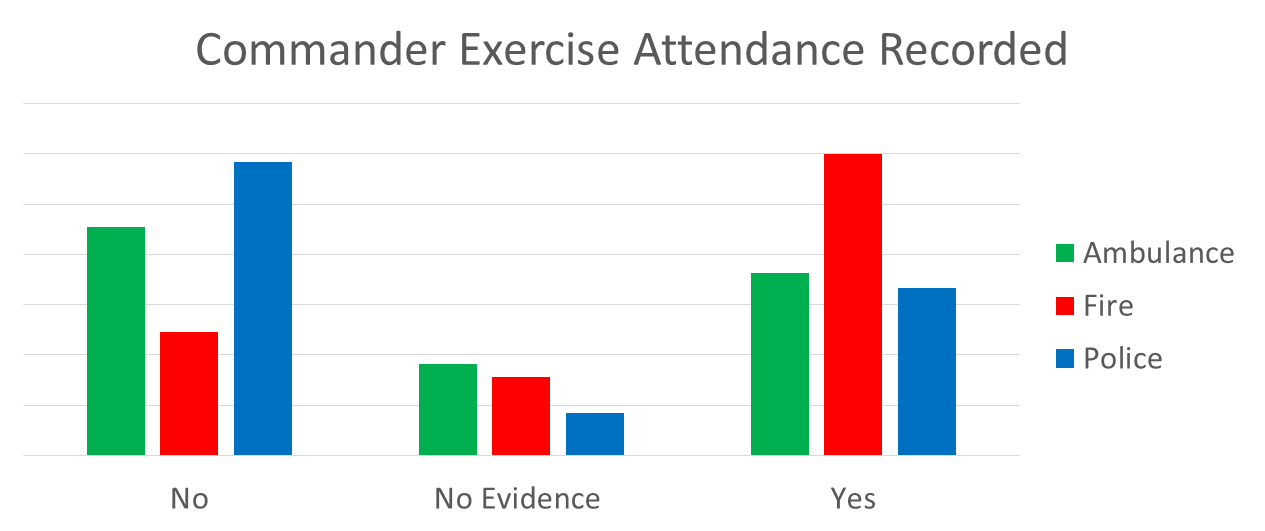 Commander Exercise Attendance Recorded
Ambulance
Fire
Police
No
No Evidence
Yes